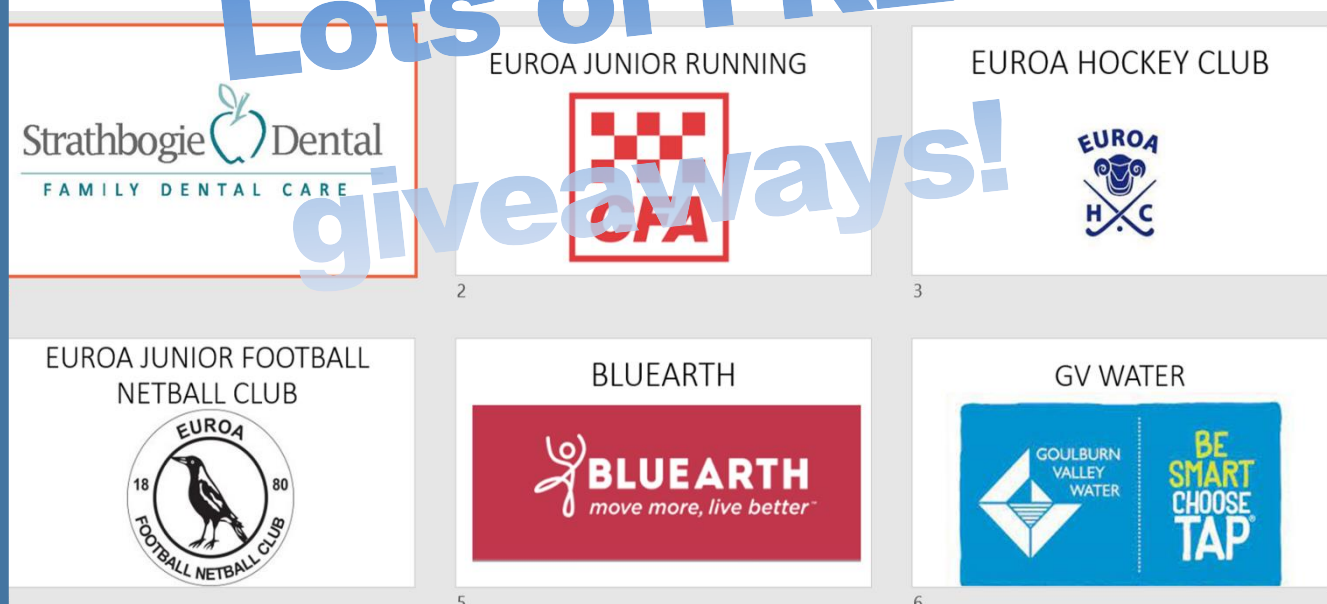 Lots of FREE
giveaways!
Strathbogie Dental
FAMILY DENTAL CARE
EUROA JUNIOR RUNNING
CFA
2
EUROA HOCKEY CLUB
EUROA
H C
3
EUROA JUNIOR FOOTBALL
NETBALL CLUB
EUROA
18 80
FOOTBALL NETBALL CLUB
BLUEARTH
BLUEARTH
move more, live better™
5
GV WATER
GOULBURN
VALLEY
WATER
BE
SMART
CHOOSE
TAP®
6